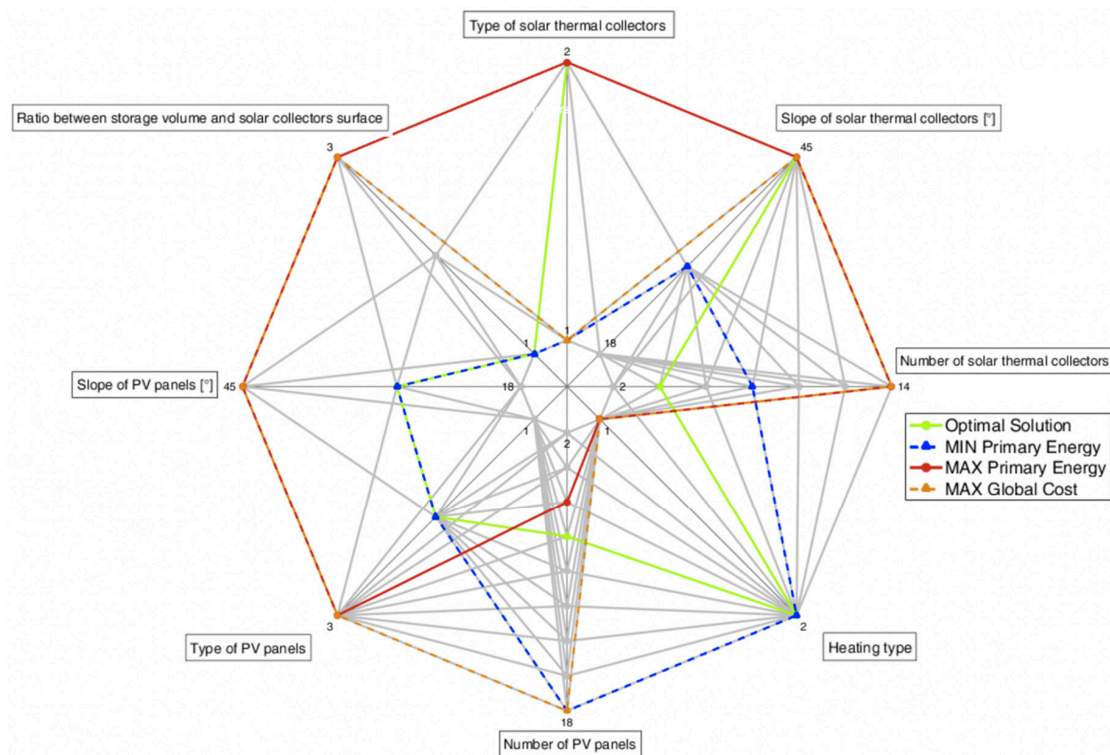 Type of solar thermal collectors
2
Ratio between storage volume and solar collectors surface
Slope of solar thermal collectors [°]
3
45
1
1
18
Slope of PV panels [°]
45
18
2
Number of solar thermal collectors
14
1
2
1
Optimal Solution
MIN Primary Energy
MAX Primary Energy
MAX Global Cost
Type of PV panels
3
2
Heating type
18
Number of PV panels